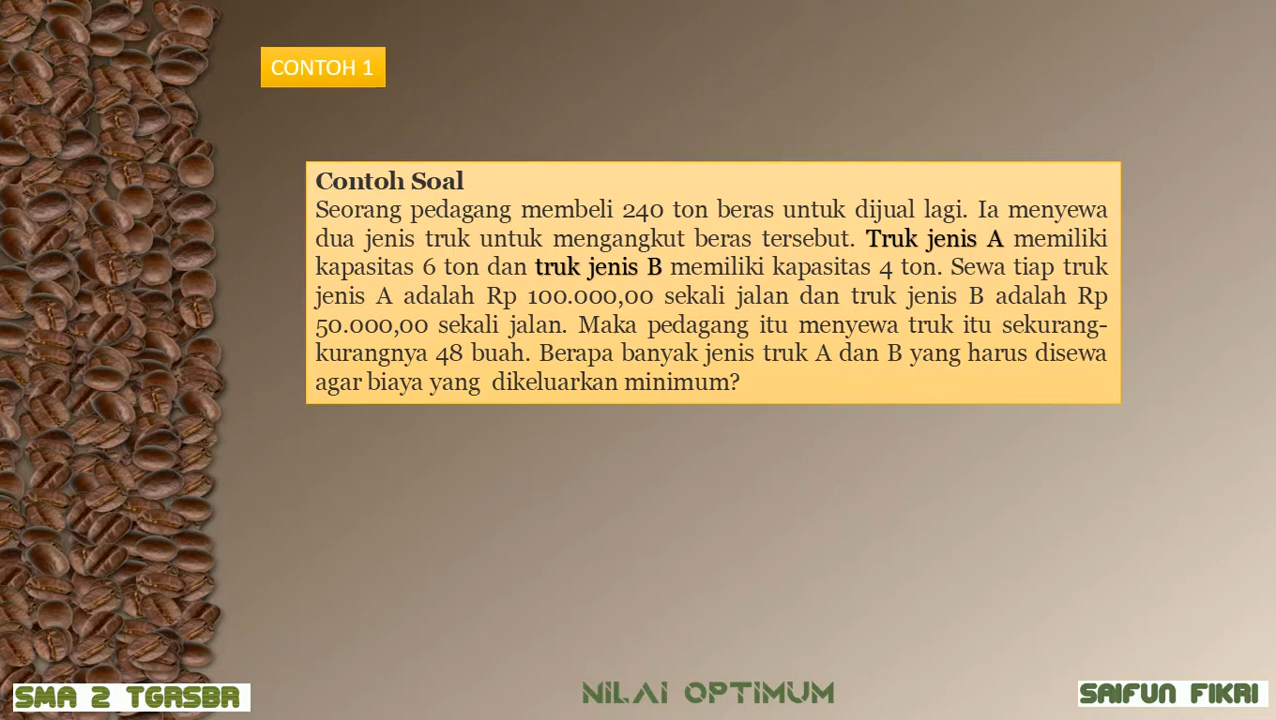 CONTOH 1
Contoh Soal
Seorang pedagang membeli 240 ton beras untuk dijual lagi. Ia menyewa
dua jenis truk untuk mengangkut beras tersebut. Truk jenis A memiliki
kapasitas 6 ton dan truk jenis B memiliki kapasitas 4 ton. Sewa tiap truk
jenis A adalah Rp 100.000,00 sekali jalan dan truk jenis B adalah Rp
50.000,00 sekali jalan. Maka pedagang itu menyewa truk itu sekurang-
kurangnya 48 buah. Berapa banyak jenis truk A dan B yang harus disewa
agar biaya yang  dikeluarkan minimum?
SMA 2 TGRSBR
NILAI OPTIMUM
SAIFUN FIKRI